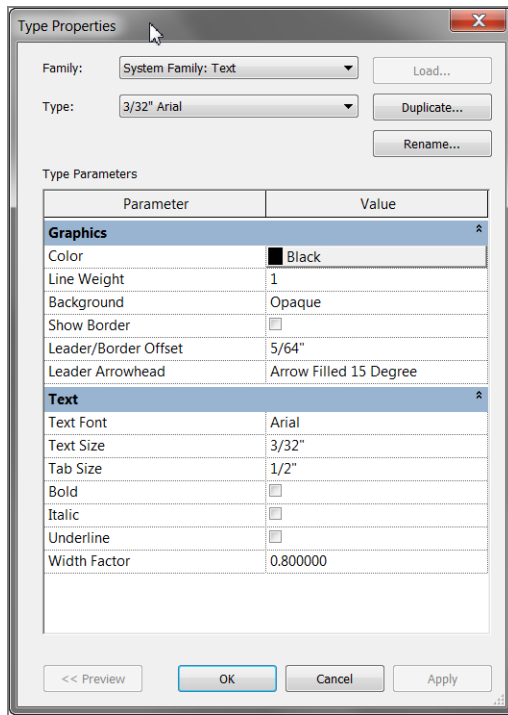 Type Properties
Family: System Family: Text Load...
Type: 3/32" Arial Duplicate...
Rename...
Type Parameters
Parameter Value
Graphics
Color Black
Line Weight 1
Background Opaque
Show Border
Leader/Border Offset 5/64"
Leader Arrowhead Arrow Filled 15 Degree
Text
Text Font Arial
Text Size 3/32"
Tab Size 1/2"
Bold
Italic
Underline
Width Factor 0.800000
<< Preview OK Cancel Apply